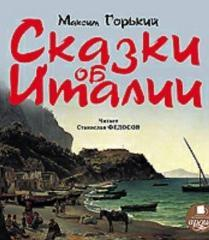 Максим Горький
Сказки
об
Италии
Читает
Станислав ФЕДОСОВ